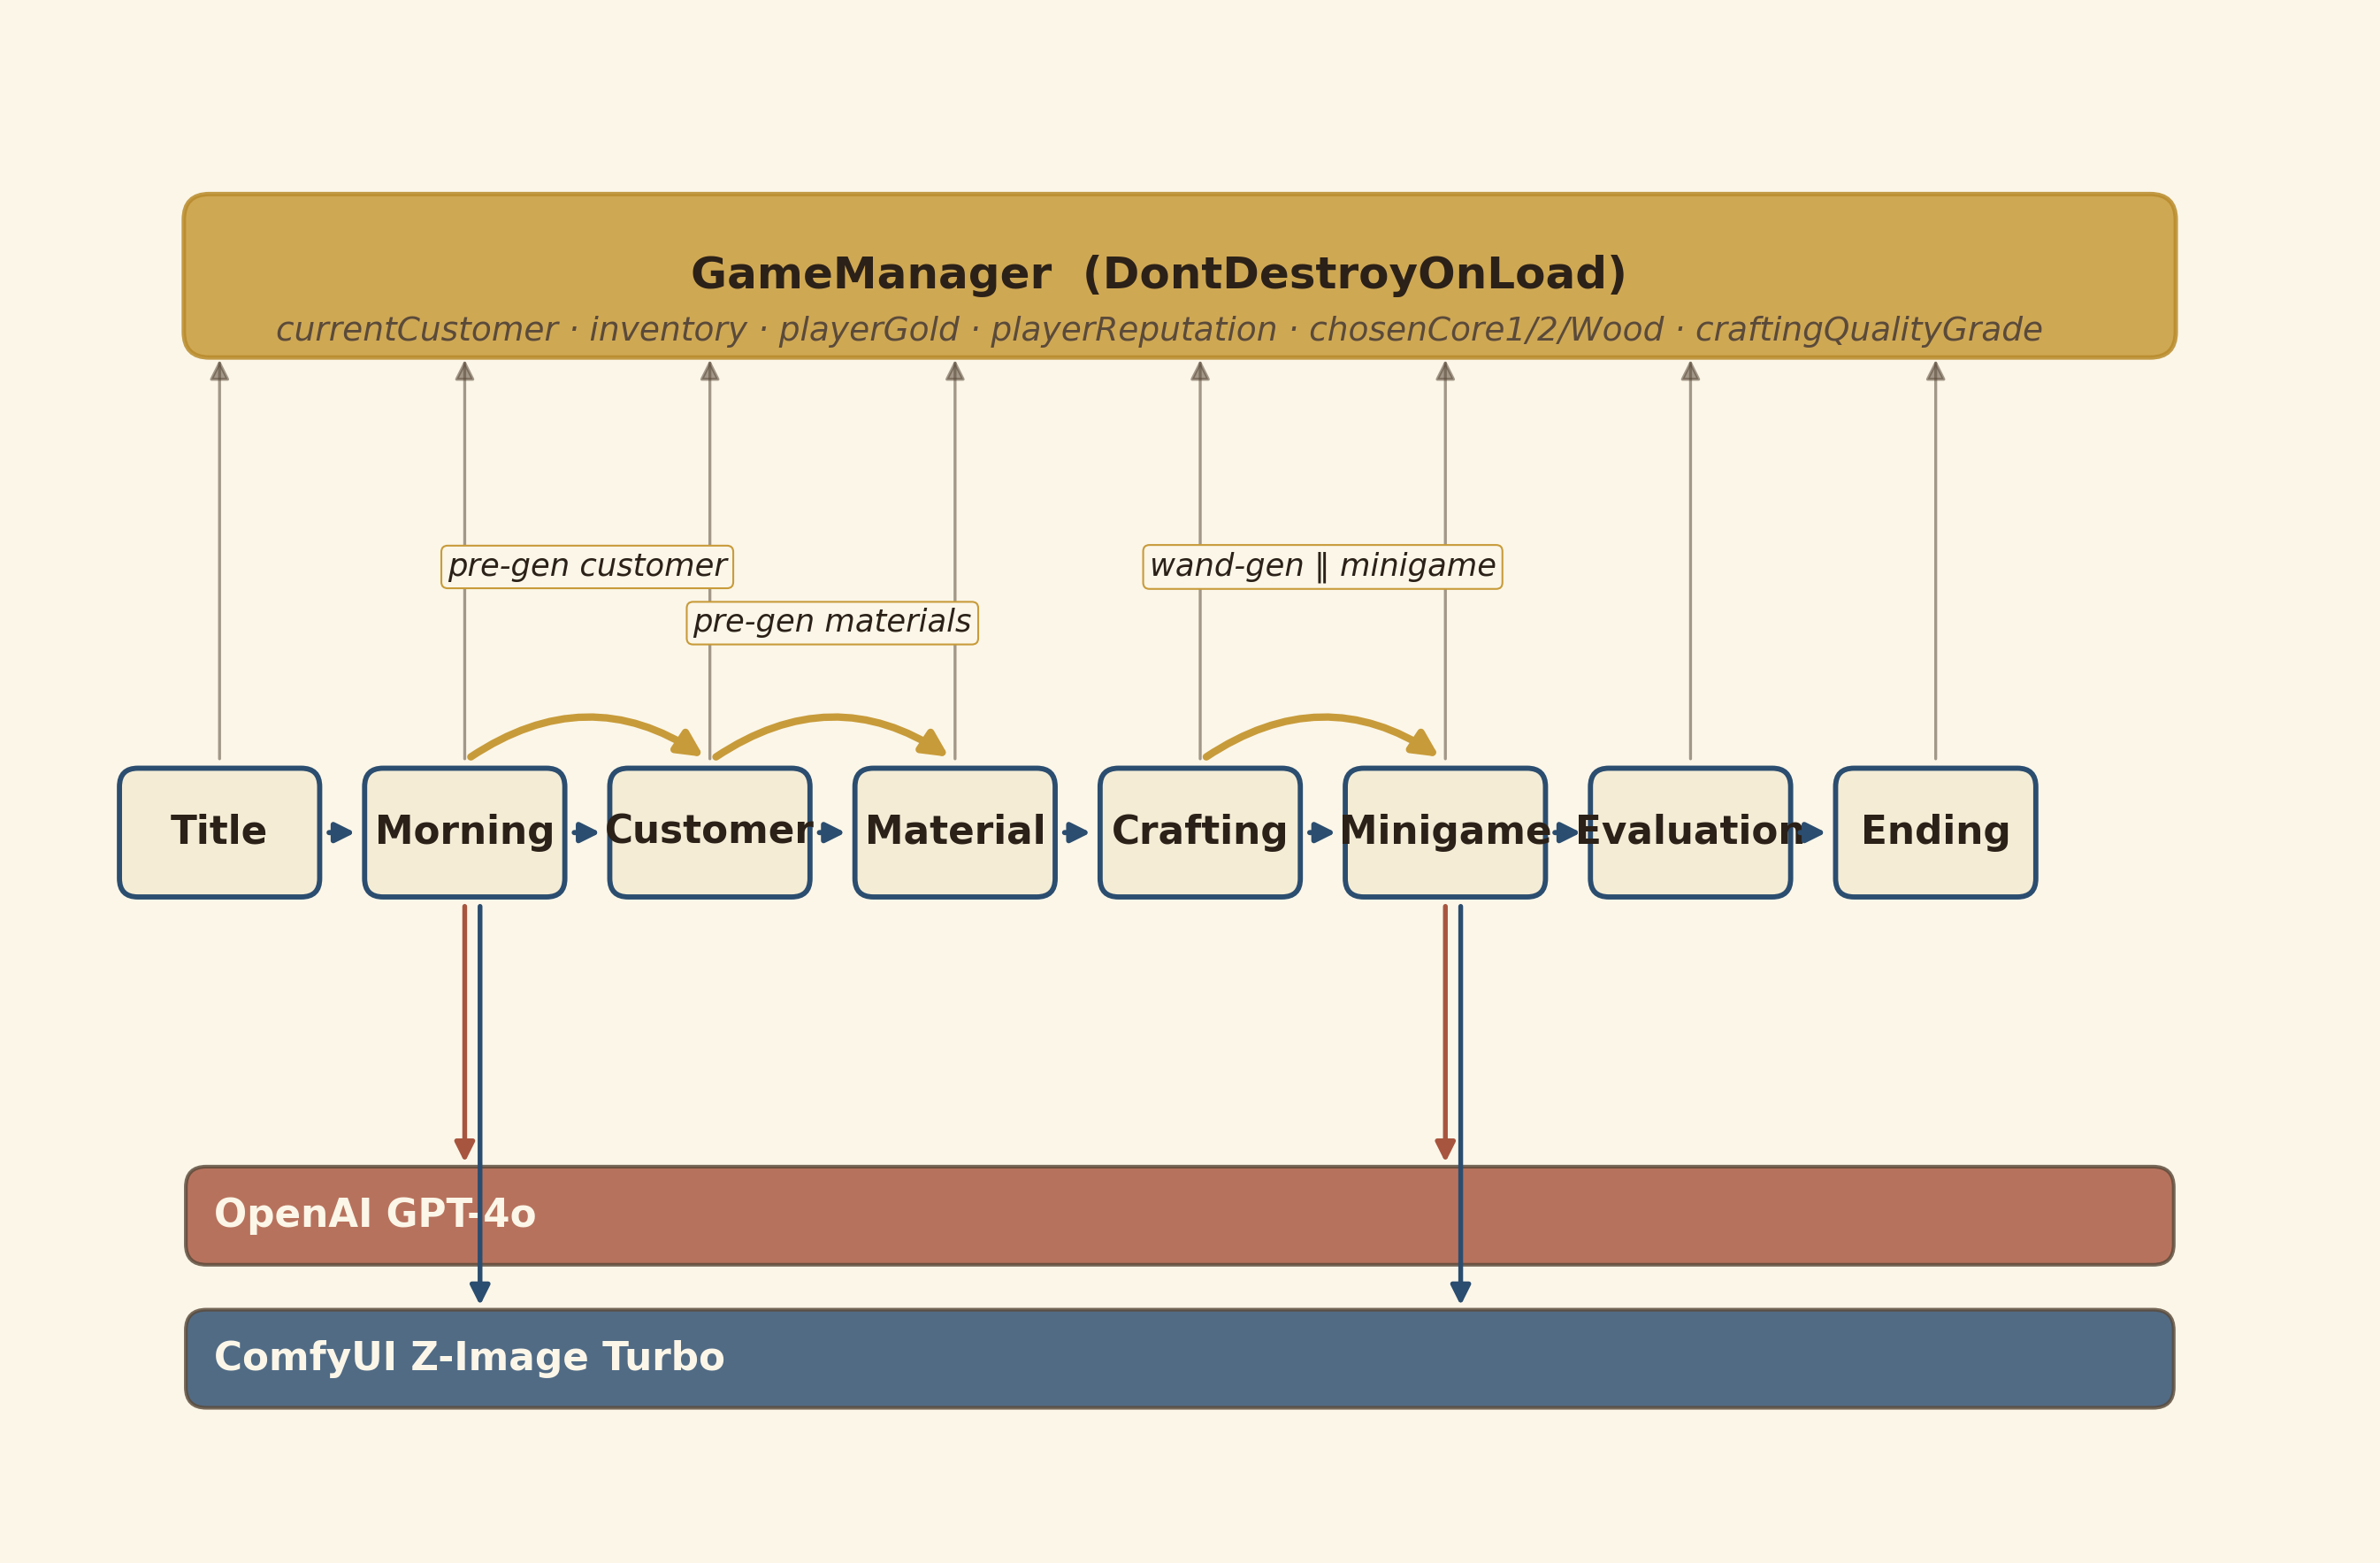 GameManager (DontDestroyOnLoad)
currentCustomer · inventory · playerGold · playerReputation · chosenCore1/2/Wood · craftingQualityGrade
pre-gen customer
wand-gen ∥ minigame
pre-gen materials
Title
Morning
Customer
Material
Crafting
Minigame
Evaluation
Ending
OpenAI GPT-4o
ComfyUI Z-Image Turbo